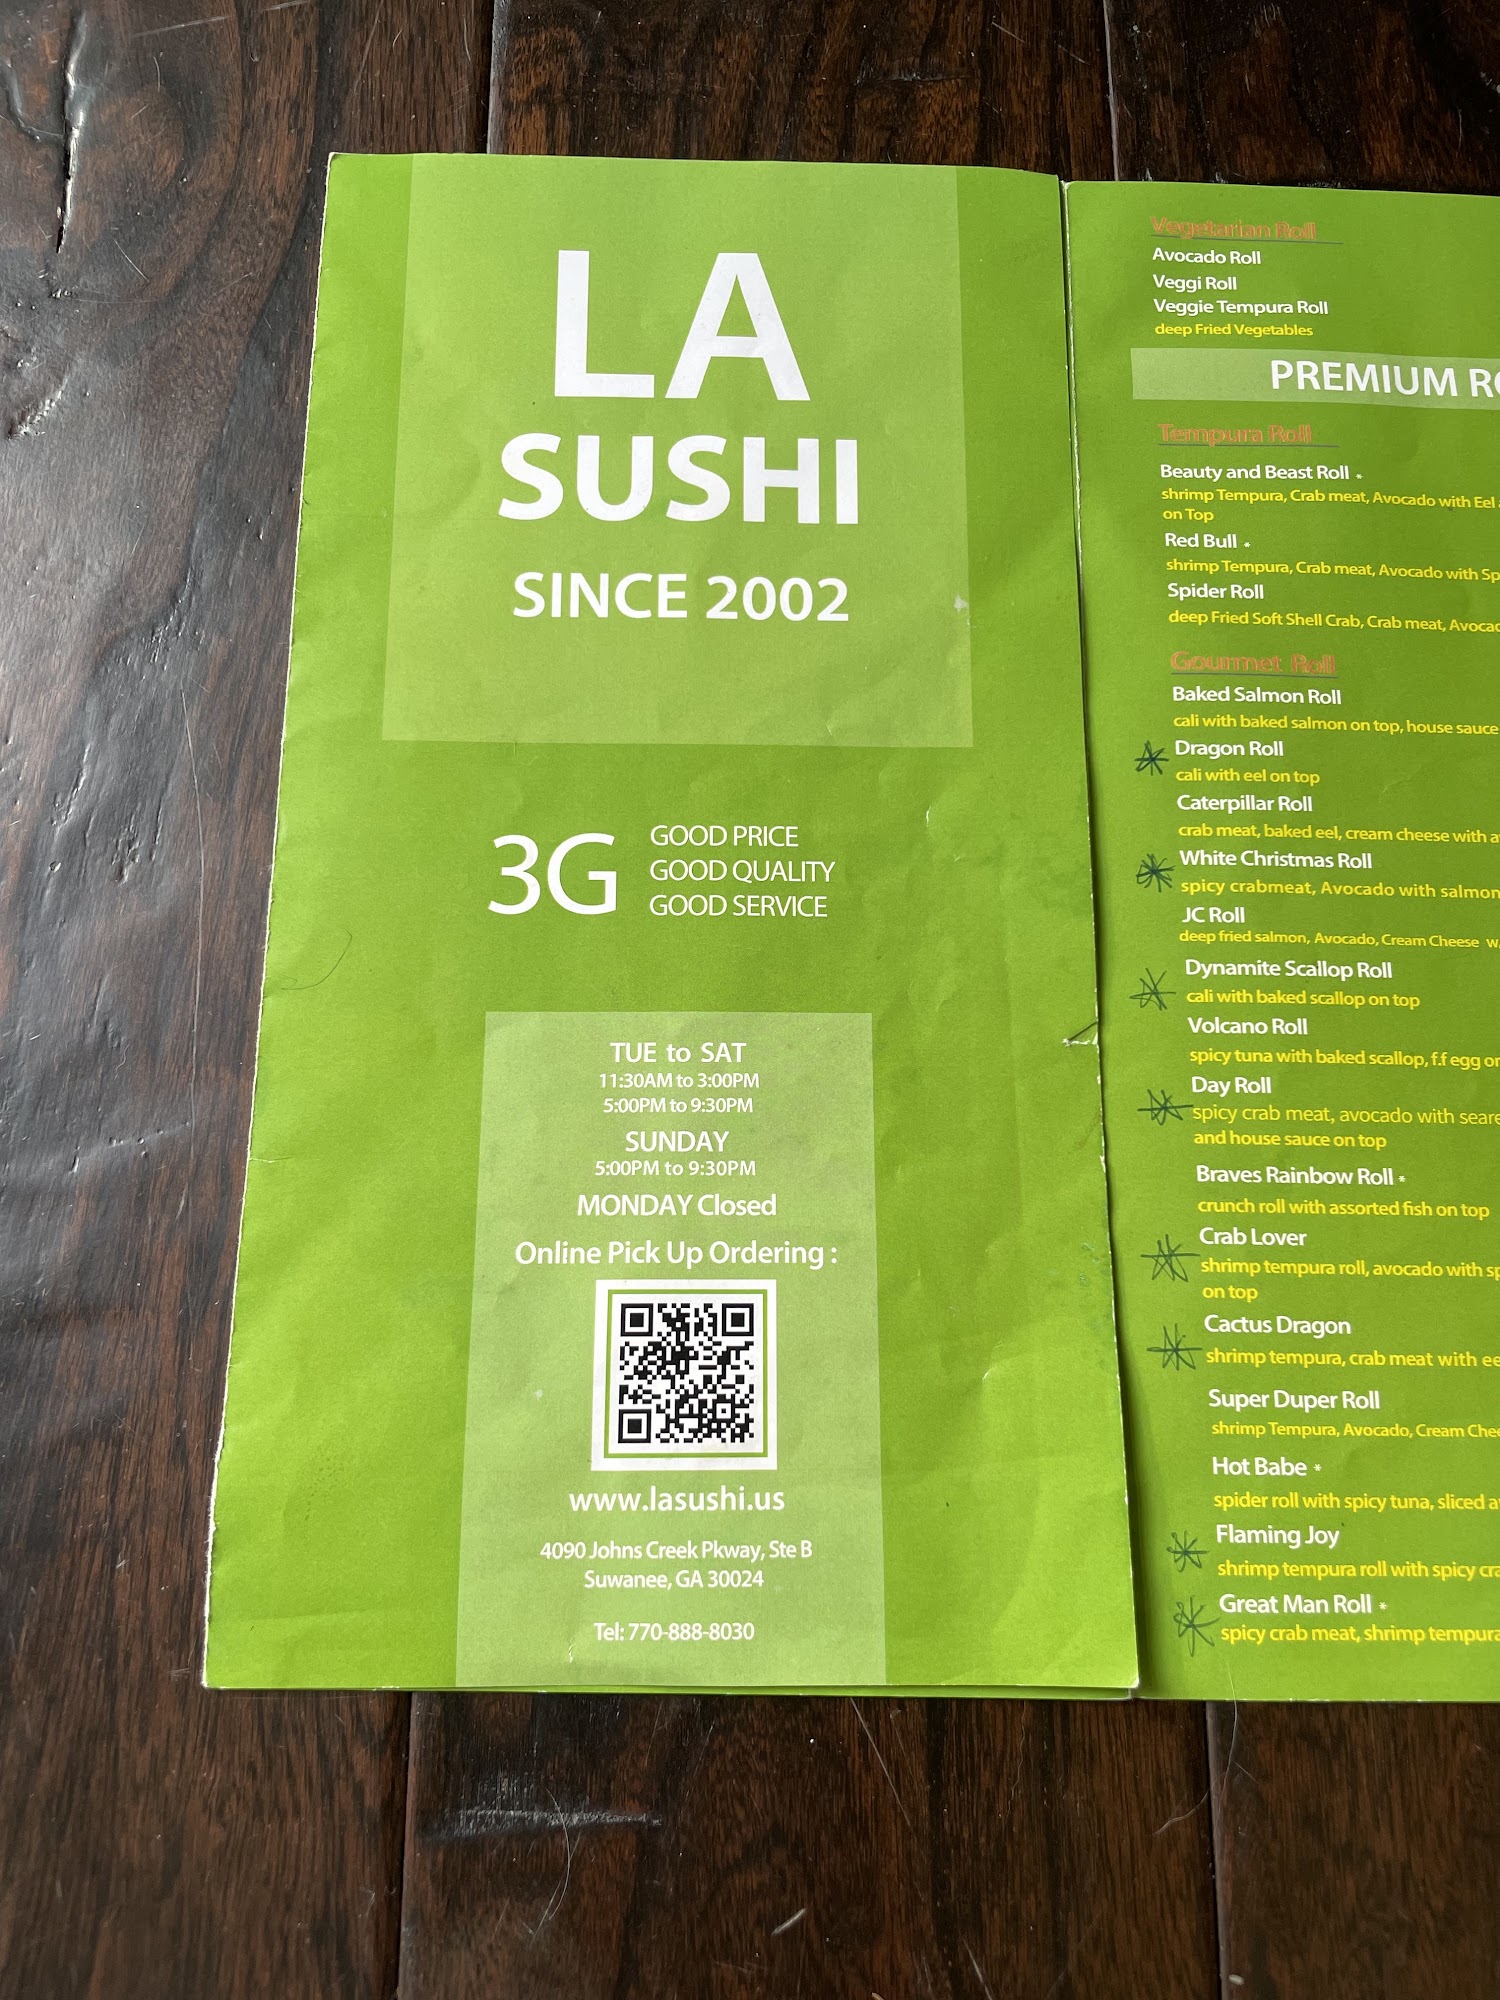 LA
SUSHI
SINCE 2002
3G
GOOD PRICE
GOOD QUALITY
GOOD SERVICE
TUE to SAT
11:30AM to 3:00PM
5:00PM to 9:30PM
SUNDAY
5:00PM to 9:30PM
MONDAY Closed
Online Pick Up Ordering :
www.lasushi.us
4090 Johns Creek Pkway, Ste B
Suwanee, GA 30024
Tel: 770-888-8030
Vegetarian Roll
Avocado Roll
Veggi Roll
Veggie Tempura Roll
deep Fried Vegetables
PREMIUM
Tempura Roll
Beauty and Beast Roll *
shrimp Tempura, Crab meat, Avocado with Eel
on Top
Red Bull *
shrimp Tempura, Crab meat, Avocado with
Spider Roll
deep Fried Soft Shell Crab, Crab meat,
Gourmet Roll
Baked Salmon Roll
cali with baked salmon on top, house sauce
Dragon Roll
cali with eel on top
Caterpillar Roll
crab meat, baked eel, cream cheese with
White Christmas Roll
spicy crabmeat, Avocado with salmon
JC Roll
deep fried salmon, Avocado, Cream Cheese
Dynamite Scallop Roll
cali with baked scallop on top
Volcano Roll
spicy tuna with baked scallop, f.f egg
Day Roll
spicy crab meat, avocado with
and house sauce on top
Braves Rainbow Roll *
crunch roll with assorted fish on top
Crab Lover
shrimp tempura roll, avocado with
on top
Cactus Dragon
shrimp tempura, crab meat with
Super Duper Roll
shrimp Tempura, Avocado, Cream
Hot Babe *
spider roll with spicy tuna, sliced
Flaming Joy
shrimp tempura roll with spicy
Great Man Roll *
spicy crab meat, shrimp tempura